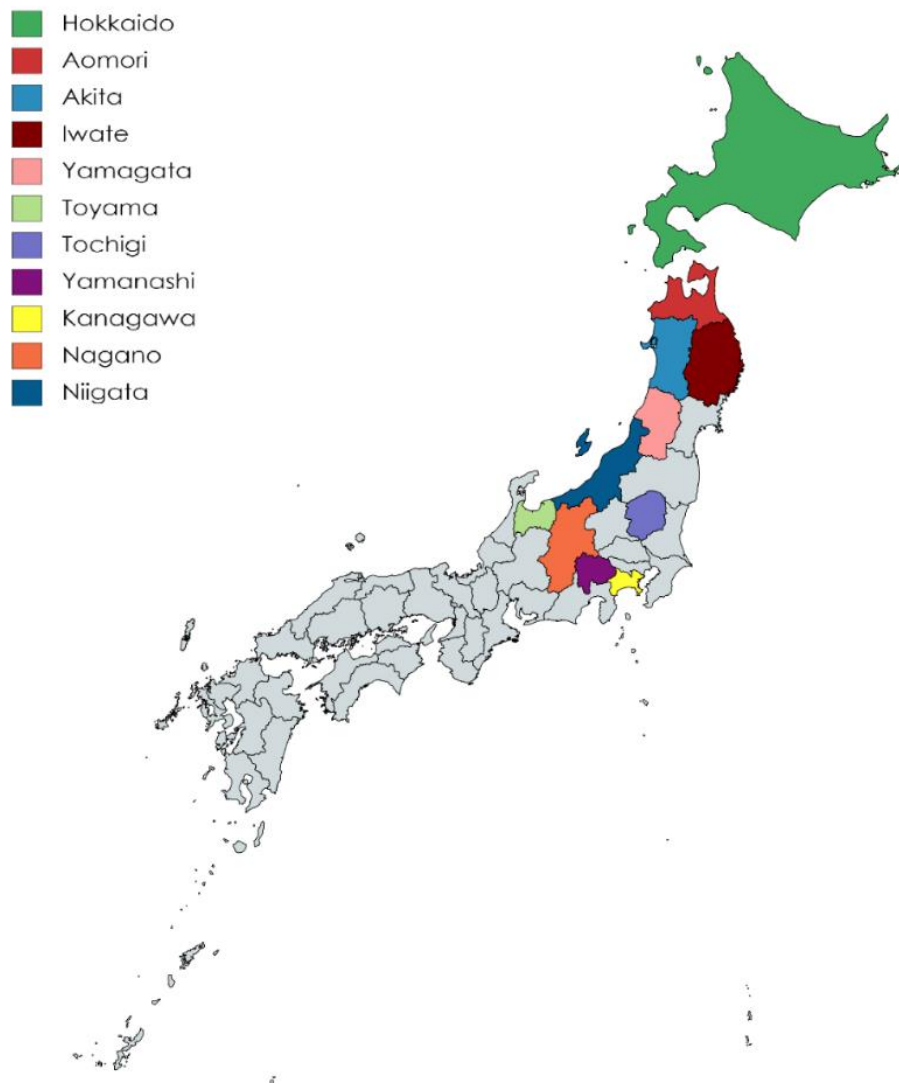 Hokkaido
Aomori
Akita
Iwate
Yamagata
Toyama
Tochigi
Yamanashi
Kanagawa
Nagano
Niigata